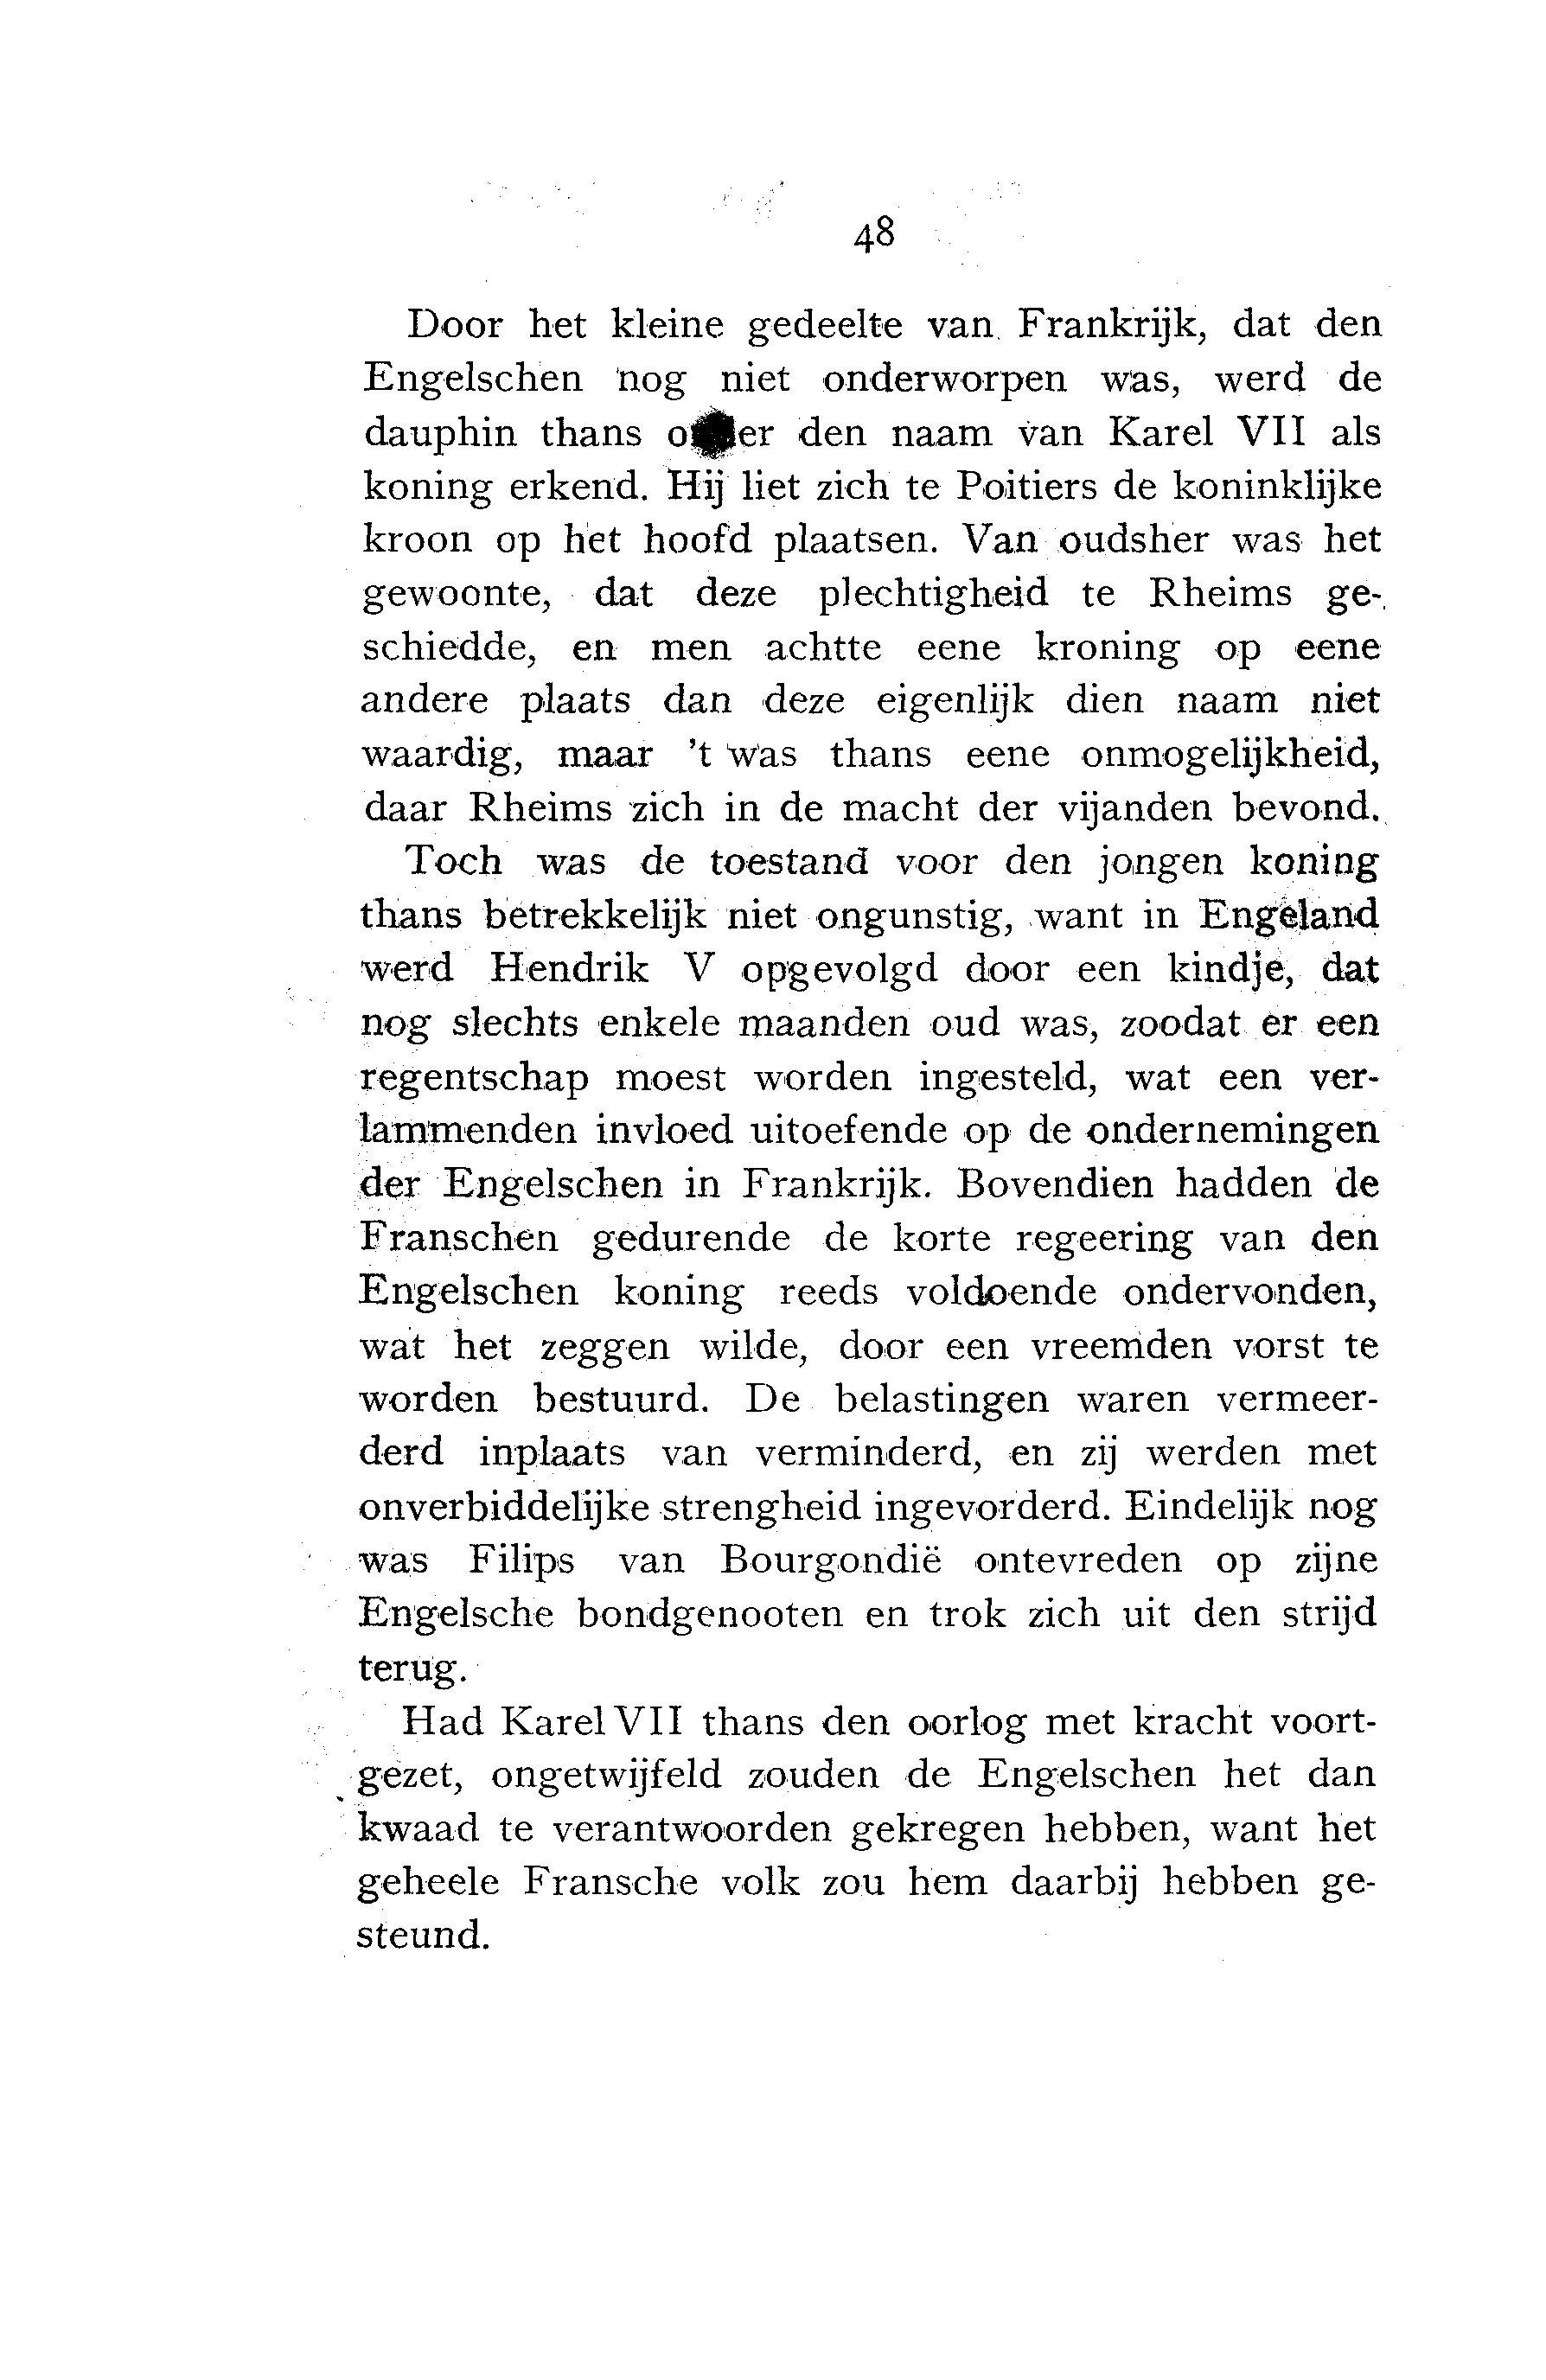 48
Door het kleine gedeelte van Frankrijk, dat den
Engelschen nog niet onderworpen was, werd de
dauphin thans den naam van Karel VII als
koning erkend. Hij liet zich te Poitiers de koninklijke
kroon op het hoofd plaatsen. Van oudsher was het
gewoonte, dat deze plechtigheid te Rheims ge-
schiedde, en men achtte eene kroning op eene
andere plaats dan deze eigenlijk dien naam niet
waardig, maar 't was thans eene onmogelijkheid,
daar Rheims zich in de macht der vijanden bevond.
Toch was de toestand voor den jongen koning
thans betrekkelijk niet ongunstig, want in Engeland
werd Hendrik V opgevolgd door een kindje, dat
nog slechts enkele maanden oud was, zoodat er een
regentschap moest worden ingesteld, wat een ver-
lammenden invloed uitoefende op de ondernemingen
der Engelschen in Frankrijk. Bovendien hadden de
Franschen gedurende de korte regeering van den
Engelschen koning reeds voldoende ondervonden,
wat het zeggen wilde, door een vreemden vorst te
worden bestuurd. De belastingen waren vermeer-
derd inplaats van verminderd, en zij werden met
onverbiddelijke strengheid ingevorderd. Eindelijk nog
was Filips van Bourgondië ontevreden op zijne
Engelsche bondgenooten en trok zich uit den strijd
terug.
Had Karel VII thans den oorlog met kracht voort-
gezet, ongetwijfeld zouden de Engelschen het dan
kwaad te verantwoorden gekregen hebben, want het
geheele Fransche volk zou hem daarbij hebben ge-
steund.